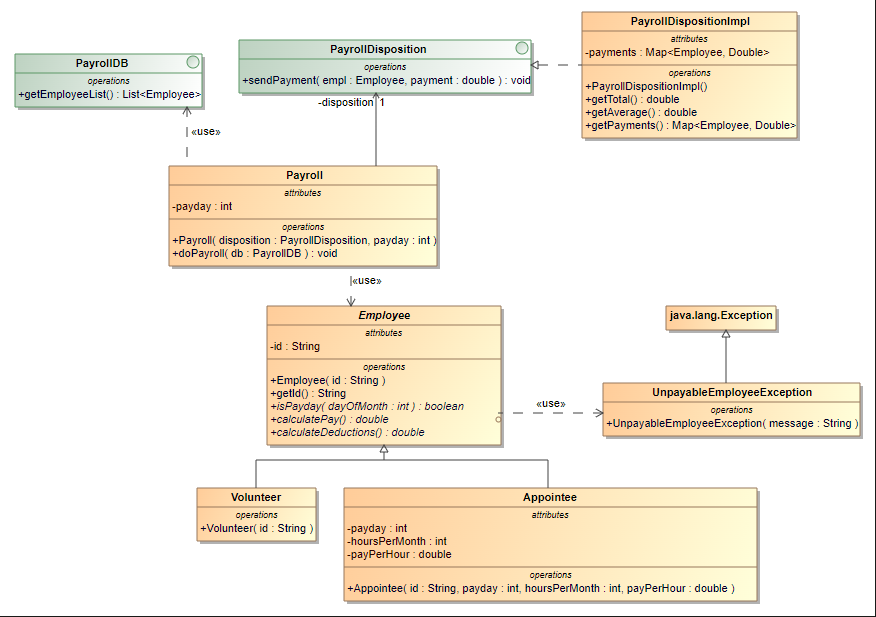 PayrollDB
operations
+getEmployeeList() : List<Employee>
PayrollDisposition
operations
+sendPayment( empl : Employee, payment : double ) : void
PayrollDispositionImpl
attributes
-payments : Map<Employee, Double>
operations
+PayrollDispositionImpl()
+getTotal() : double
+getAverage() : double
+getPayments() : Map<Employee, Double>
-disposition 1
«use»
Payroll
attributes
-payday : int
operations
+Payroll( disposition : PayrollDisposition, payday : int )
+doPayroll( db : PayrollDB ) : void
«use»
Employee
attributes
-id : String
operations
+Employee( id : String )
+getId() : String
+isPayday( dayOfMonth : int ) : boolean
+calculatePay() : double
+calculateDeductions() : double
java.lang.Exception
«use»
UnpayableEmployeeException
operations
+UnpayableEmployeeException( message : String )
Volunteer
operations
+Volunteer( id : String )
Appointee
attributes
-payday : int
-hoursPerMonth : int
-payPerHour : double
operations
+Appointee( id : String, payday : int, hoursPerMonth : int, payPerHour : double )